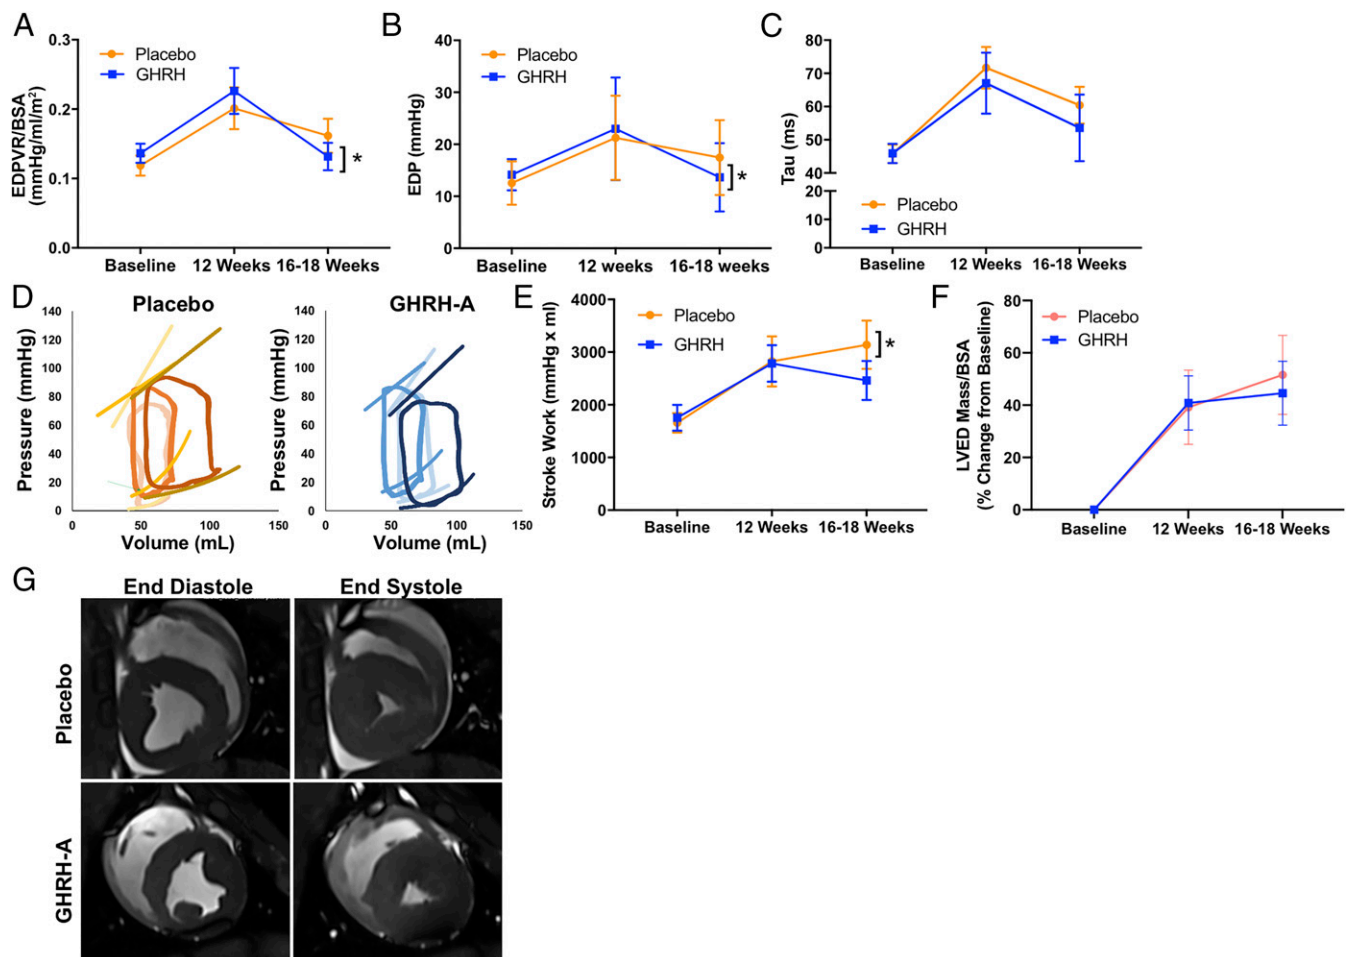 A
EDPVR/BSA
(mmHg/ml/m²)
0.3
0.2
0.1
0.0
Placebo
GHRH
*
Baseline
12 Weeks
16-18 Weeks
B
EDP (mmHg)
40
30
20
10
0
Placebo
GHRH
*
Baseline
12 weeks
16-18 weeks
C
Tau (ms)
80
70
60
50
40
20
10
0
Placebo
GHRH
Baseline
12 Weeks
16-18 Weeks
D
Placebo
Pressure (mmHg)
140
120
100
80
60
40
20
0
0
50
100
150
Volume (mL)
GHRH-A
Pressure (mmHg)
140
120
100
80
60
40
20
0
0
50
100
150
Volume (mL)
E
Stroke Work (mmHg x ml)
4000
3000
2000
1000
0
Placebo
GHRH
*
Baseline
12 Weeks
16-18 Weeks
F
LVED Mass/BSA
(% Change from Baseline)
80
60
40
20
0
Placebo
GHRH
Baseline
12 Weeks
16-18 Weeks
G
End Diastole
End Systole
Placebo
GHRH-A